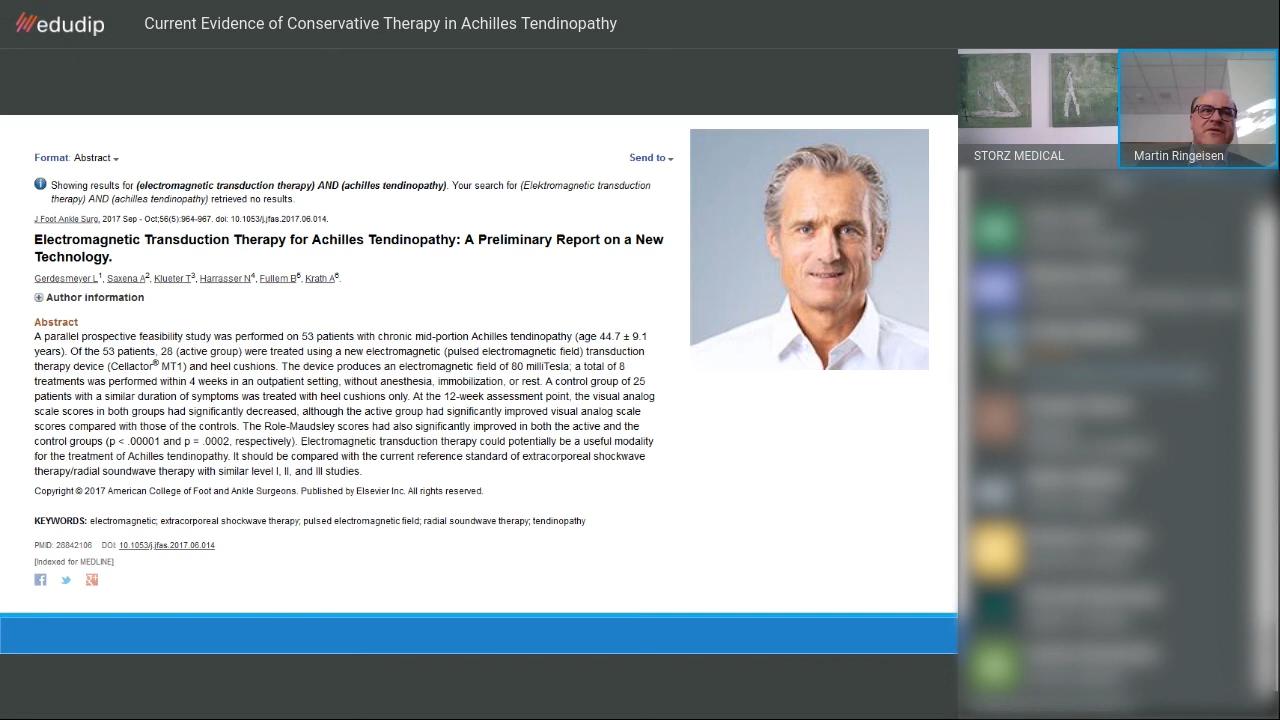 edudip
Current Evidence of Conservative Therapy in Achilles Tendinopathy
STORZ MEDICAL
Martin Ringeisen
Format: Abstract
Send to
Showing results for (electromagnetic transduction therapy) AND (achilles tendinopathy). Your search for (Elektromagnetic transduction
therapy) AND (achilles tendinopathy) retrieved no results.
J Foot Ankle Surg. 2017 Sep - Oct;56(5):964-967. doi: 10.1053/j.jfas.2017.06.014.
Electromagnetic Transduction Therapy for Achilles Tendinopathy: A Preliminary Report on a New
Technology.
Gerdesmeyer L1, Saxena A2, Klueter T3, Harrasser N4, Fullem B5, Krath A6.
Author information
Abstract
A parallel prospective feasibility study was performed on 53 patients with chronic mid-portion Achilles tendinopathy (age 44.7 ± 9.1
years). Of the 53 patients, 28 (active group) were treated using a new electromagnetic (pulsed electromagnetic field) transduction
therapy device (Cellactor® MT1) and heel cushions. The device produces an electromagnetic field of 80 milliTesla; a total of 8
treatments was performed within 4 weeks in an outpatient setting, without anesthesia, immobilization, or rest. A control group of 25
patients with a similar duration of symptoms was treated with heel cushions only. At the 12-week assessment point, the visual analog
scale scores in both groups had significantly decreased, although the active group had significantly improved visual analog scale
scores compared with those of the controls. The Role-Maudsley scores had also significantly improved in both the active and the
control groups (p < .00001 and p = .0002, respectively). Electromagnetic transduction therapy could potentially be a useful modality
for the treatment of Achilles tendinopathy. It should be compared with the current reference standard of extracorporeal shockwave
therapy/radial soundwave therapy with similar level I, II, and III studies.
Copyright © 2017 American College of Foot and Ankle Surgeons. Published by Elsevier Inc. All rights reserved.
KEYWORDS: electromagnetic; extracorporeal shockwave therapy; pulsed electromagnetic field; radial soundwave therapy; tendinopathy
PMID: 28842106 DOI: 10.1053/j.jfas.2017.06.014
[Indexed for MEDLINE]